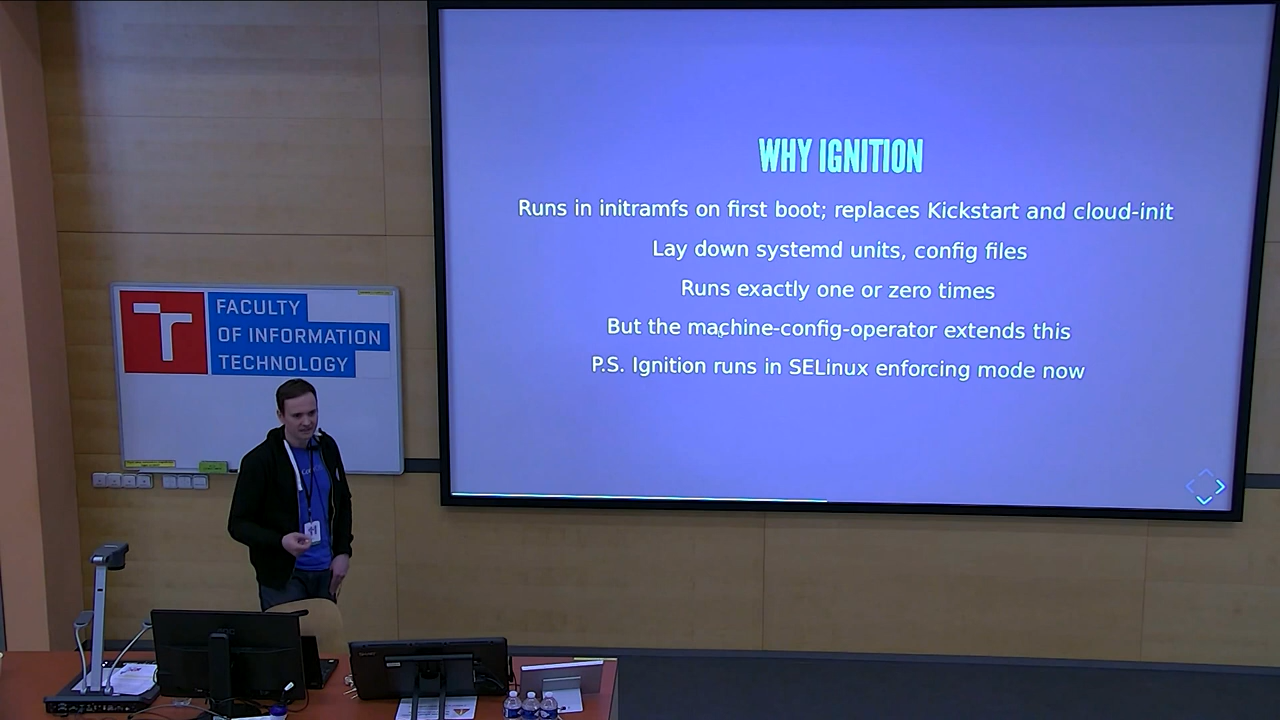 WHY IGNITION
Runs in initramfs on first boot; replaces Kickstart and cloud-init
Lay down systemd units, config files
Runs exactly one or zero times
But the machine-config-operator extends this
P.S. Ignition runs in SELinux enforcing mode now
FACULTY
OF INFORMATION
TECHNOLOGY